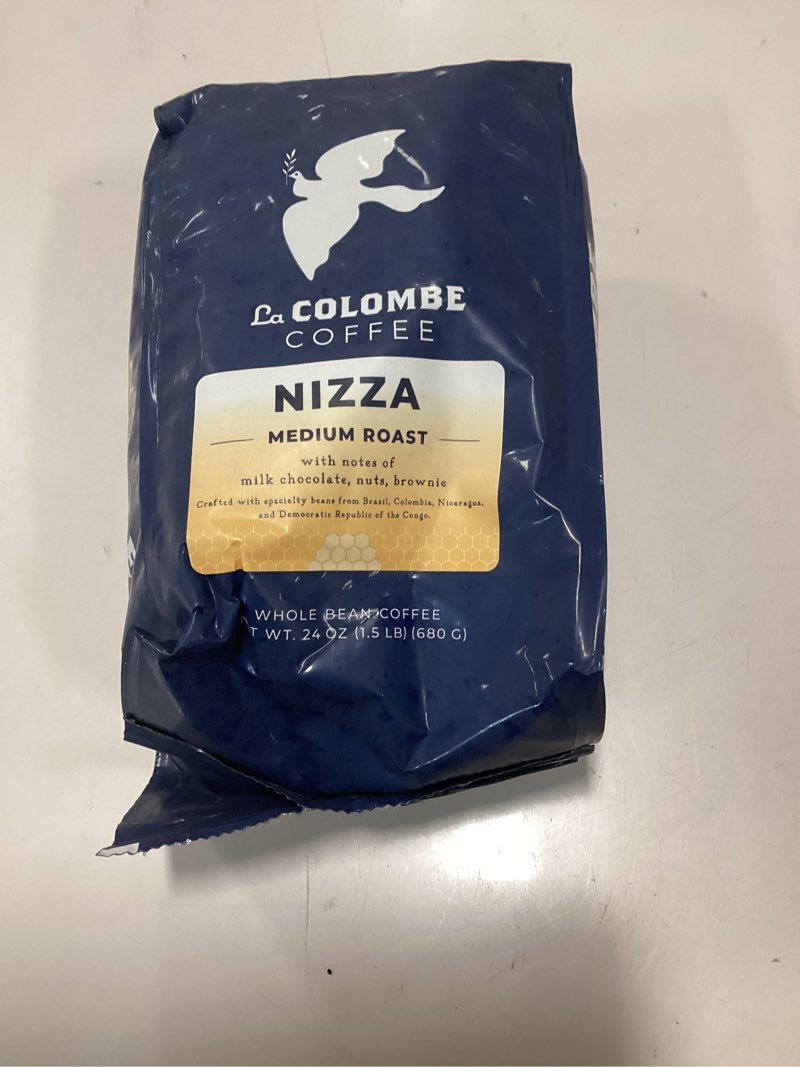 La COLOMBE
COFFEE
NIZZA
MEDIUM ROAST
with notes of
milk chocolate, nuts, brownie
Crafted with specialty beans from Brazil, Colombia, Nicaragua,
and Democratic Republic of the Congo.
WHOLE BEAN COFFEE
T WT. 24 OZ (1.5 LB) (680 G)